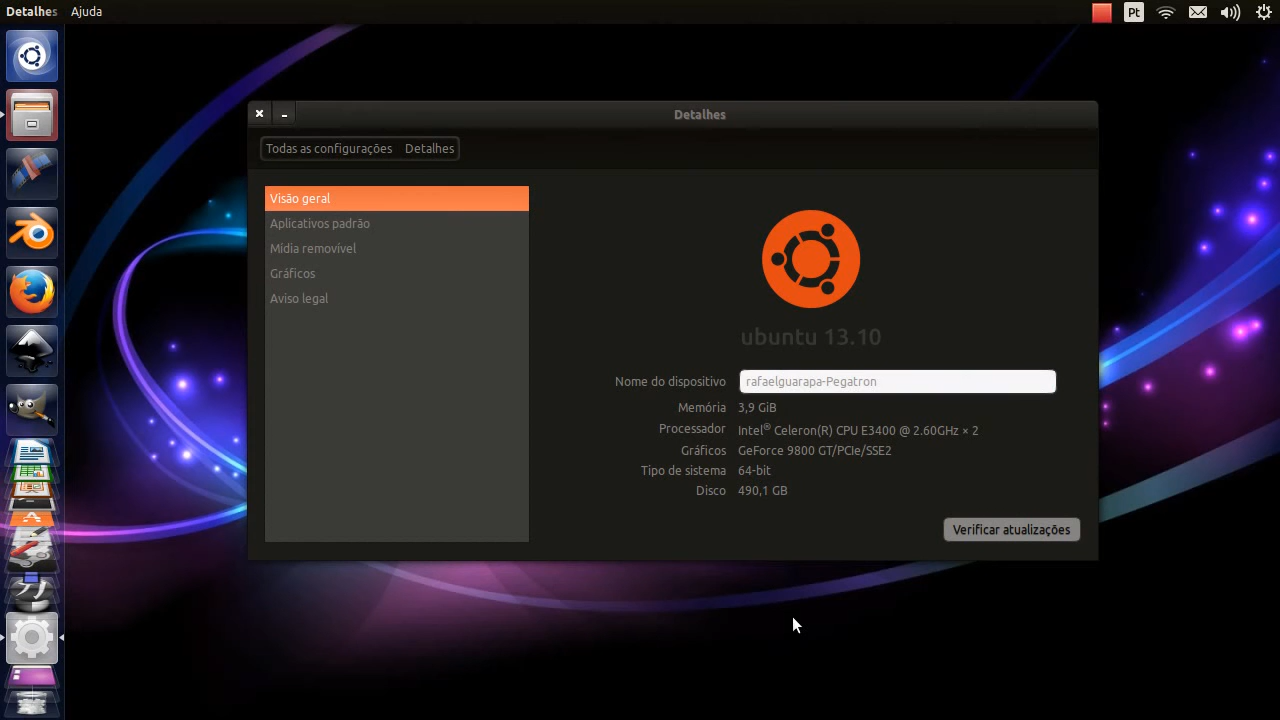 Detalhes Ajuda
Pt
Detalhes
Todas as configurações Detalhes
Visão geral
Aplicativos padrão
Mídia removível
Gráficos
Aviso legal
ubuntu 13.10
Nome do dispositivo rafaelguarapa-Pegatron
Memória 3,9 GiB
Processador Intel® Celeron(R) CPU E3400 @ 2.60GHz × 2
Gráficos GeForce 9800 GT/PCIe/SSE2
Tipo de sistema 64-bit
Disco 490,1 GB
Verificar atualizações